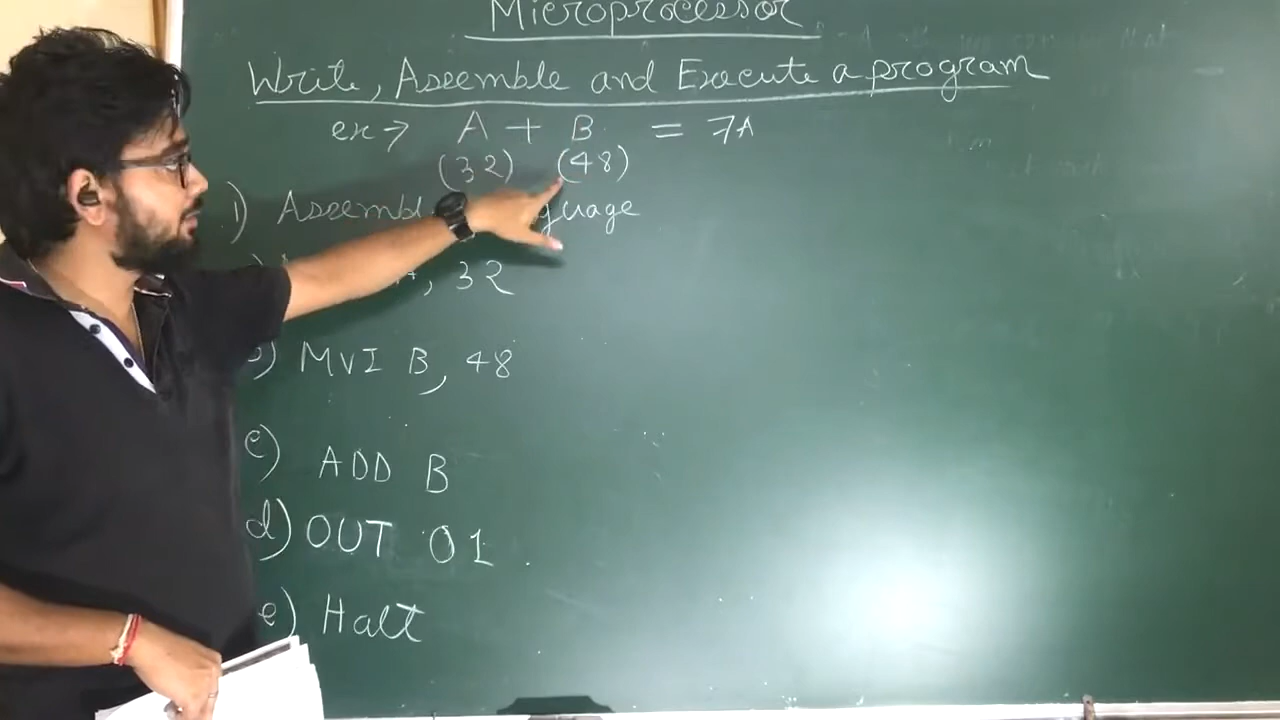 Microprocessor
Write, Assemble and Execute a program
ex → A + B = 7A
(32) (48)
1) Assembl guage
, 32
b) MVI B, 48
c) ADD B
d) OUT 01
e) Halt